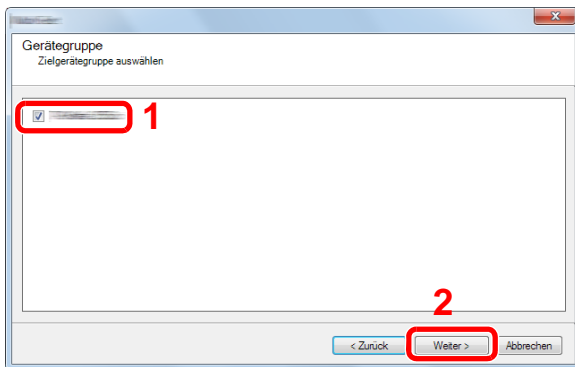 Gerätegruppe
Zielgerätegruppe auswählen
1
2
< Zurück
Weiter >
Abbrechen